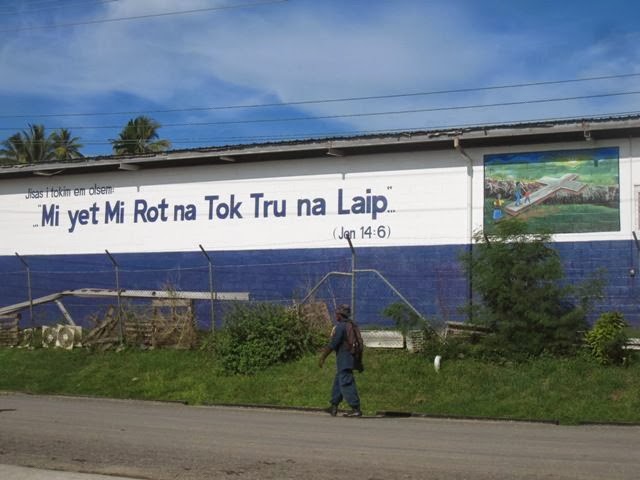 Jisas i tokim em olsem:
..."Mi yet Mi Rot na Tok Tru na Laip"...
(Jon 14:6)